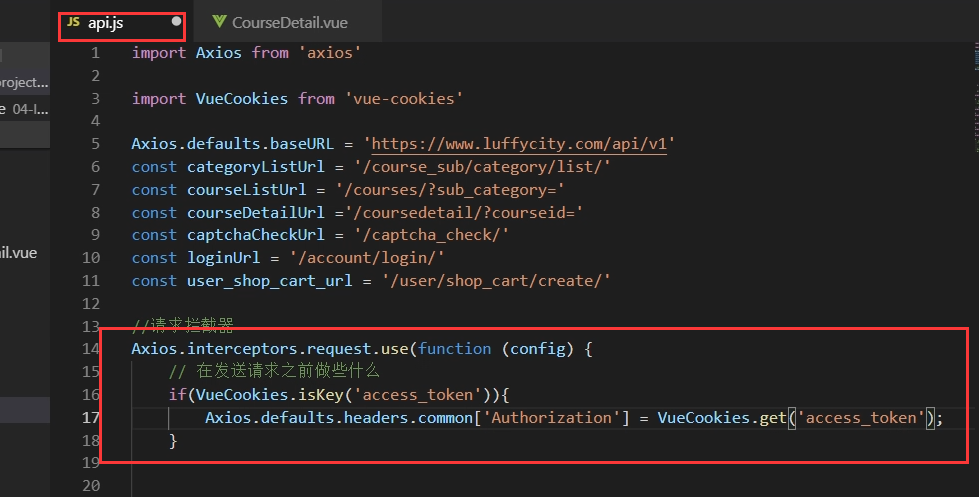 JS api.js
CourseDetail.vue
roject...
e 04-I...
il.vue
1 import Axios from 'axios'
2
3 import VueCookies from 'vue-cookies'
4
5 Axios.defaults.baseURL = 'https://www.luffycity.com/api/v1'
6 const categoryListUrl = '/course_sub/category/list/'
7 const courseListUrl = '/courses/?sub_category='
8 const courseDetailUrl ='/coursedetail/?courseid='
9 const captchaCheckUrl = '/captcha_check/'
10 const loginUrl = '/account/login/'
11 const user_shop_cart_url = '/user/shop_cart/create/'
12
13 //请求拦截器
14 Axios.interceptors.request.use(function (config) {
15 // 在发送请求之前做些什么
16 if(VueCookies.isKey('access_token')){
17 Axios.defaults.headers.common['Authorization'] = VueCookies.get('access_token');
18 }
19
20